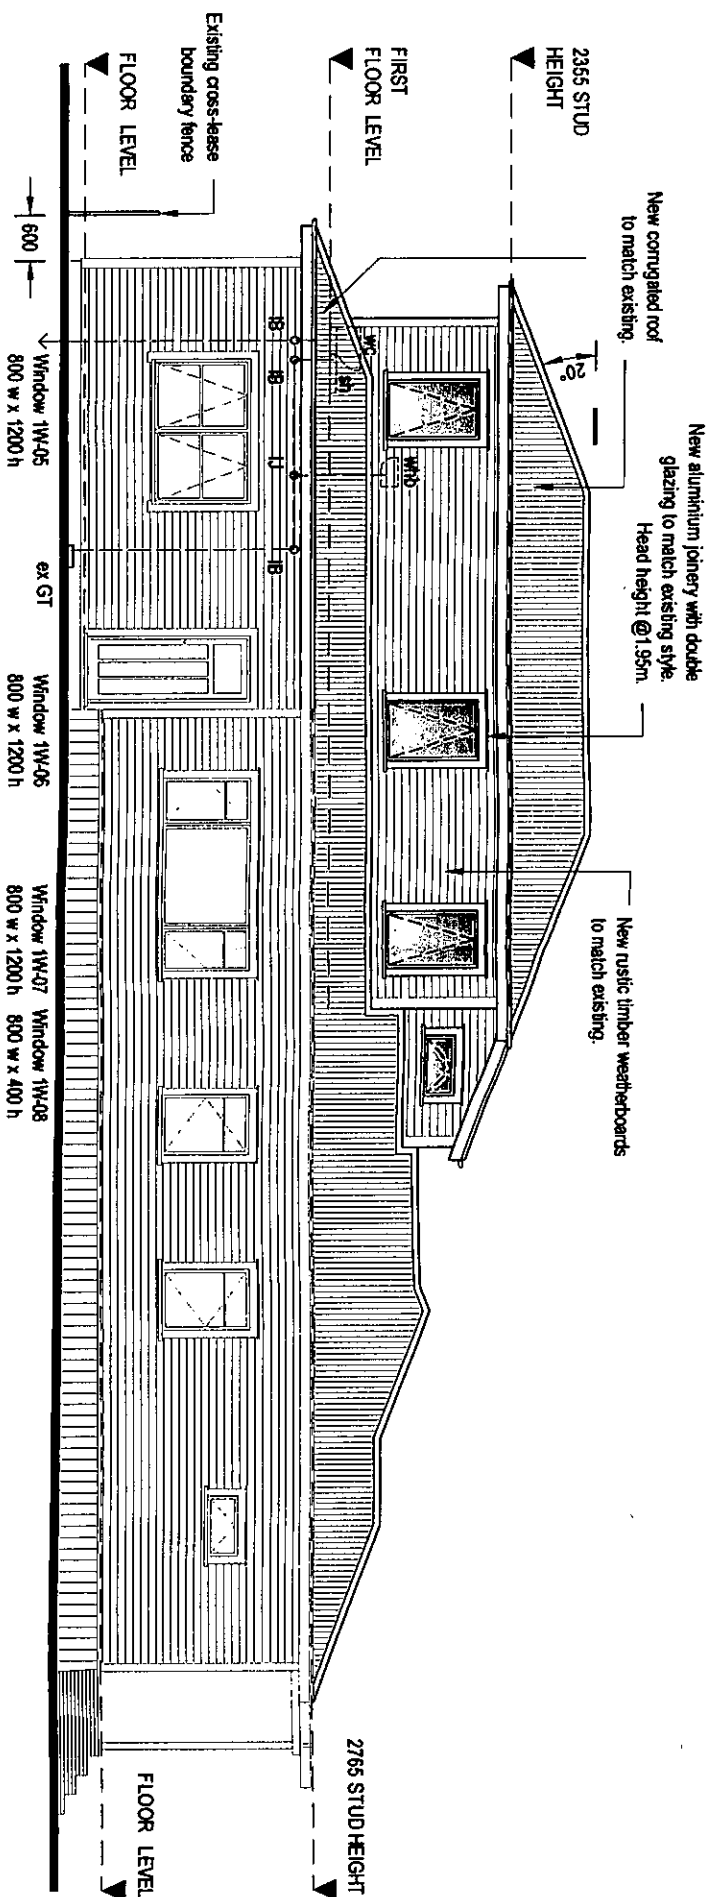 New aluminium joinery with double
glazing to match existing style.
Head height @1.95m.
New corrugated roof
to match existing.
New rustic timber weatherboards
to match existing.
20°
2355 STUD
HEIGHT
FIRST
FLOOR LEVEL
2765 STUD HEIGHT
wc
sh
whb
IB
IB
IJ
IB
Existing cross-lease
boundary fence
FLOOR LEVEL
FLOOR LEVEL
600
ex GT
Window 1W-05
800 w x 1200 h
Window 1W-06
800 w x 1200 h
Window 1W-07
800 w x 1200 h
Window 1W-08
800 w x 400 h